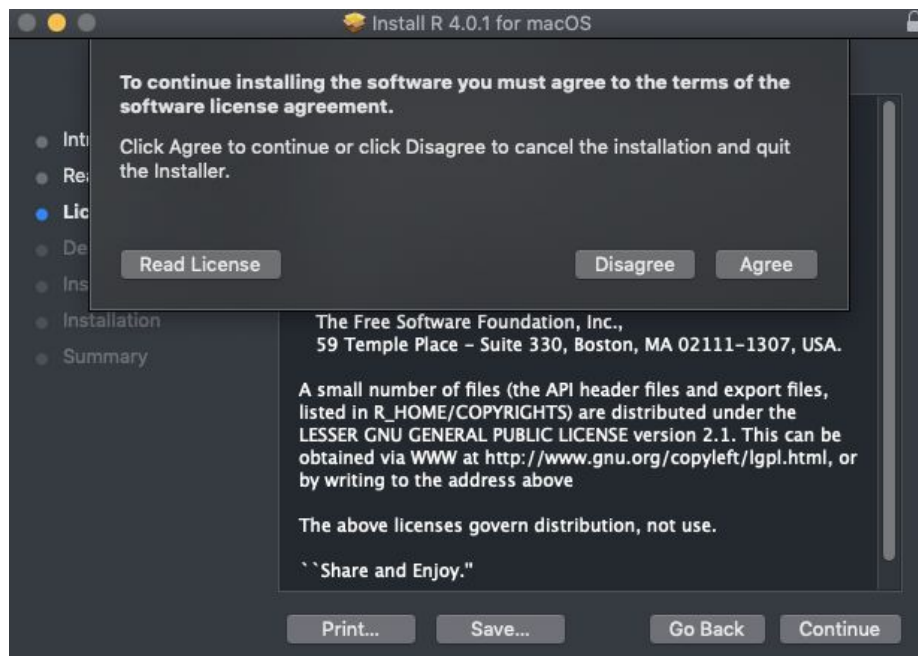 Install R 4.0.1 for macOS
To continue installing the software you must agree to the terms of the
software license agreement.
Click Agree to continue or click Disagree to cancel the installation and quit
the Installer.
Read License
Disagree
Agree
Lic
De
Ins
Installation
Summary
The Free Software Foundation, Inc.,
59 Temple Place – Suite 330, Boston, MA 02111–1307, USA.
A small number of files (the API header files and export files,
listed in R_HOME/COPYRIGHTS) are distributed under the
LESSER GNU GENERAL PUBLIC LICENSE version 2.1. This can be
obtained via WWW at http://www.gnu.org/copyleft/lgpl.html, or
by writing to the address above
The above licenses govern distribution, not use.
``Share and Enjoy.''
Print...
Save...
Go Back
Continue